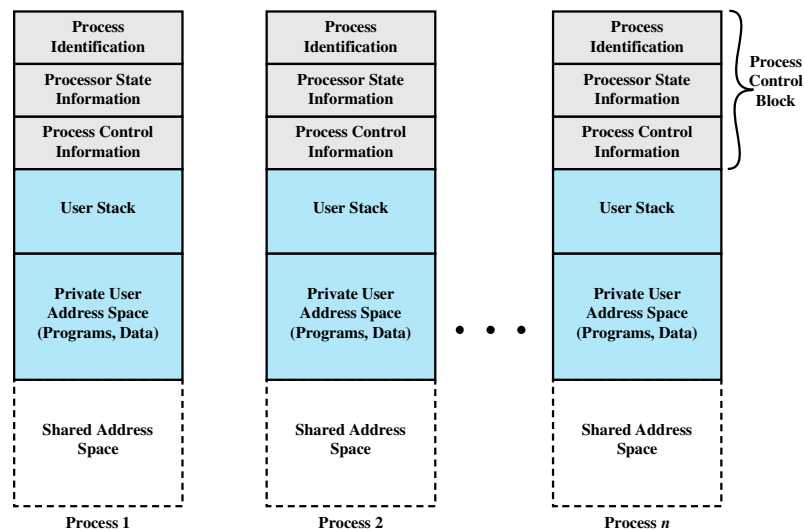 Process
Identification
Processor State
Information
Process Control
Information
User Stack
Private User
Address Space
(Programs, Data)
Shared Address
Space
Process 1
Process
Identification
Processor State
Information
Process Control
Information
User Stack
Private User
Address Space
(Programs, Data)
Shared Address
Space
Process 2
• • •
Process
Identification
Processor State
Information
Process Control
Information
User Stack
Private User
Address Space
(Programs, Data)
Shared Address
Space
Process n
Process
Control
Block